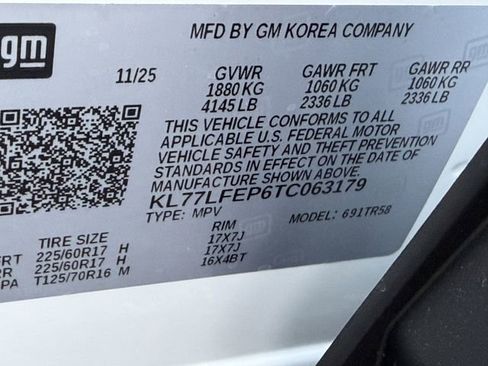 gm
MFD BY GM KOREA COMPANY
11/25 GVWR GAWR FRT GAWR RR
1880 KG 1060 KG 1060 KG
4145 LB 2336 LB 2336 LB
THIS VEHICLE CONFORMS TO ALL
APPLICABLE U.S. FEDERAL MOTOR
VEHICLE SAFETY AND THEFT PREVENTION
STANDARDS IN EFFECT ON THE DATE OF
MANUFACTURE SHOWN ABOVE.
KL77LFEP6TC063179
TYPE: MPV MODEL: 691TR58
TIRE SIZE RIM
FRT 225/60R17 H 17X7J
RR 225/60R17 H 17X7J
PA T125/70R16 M 16X4BT